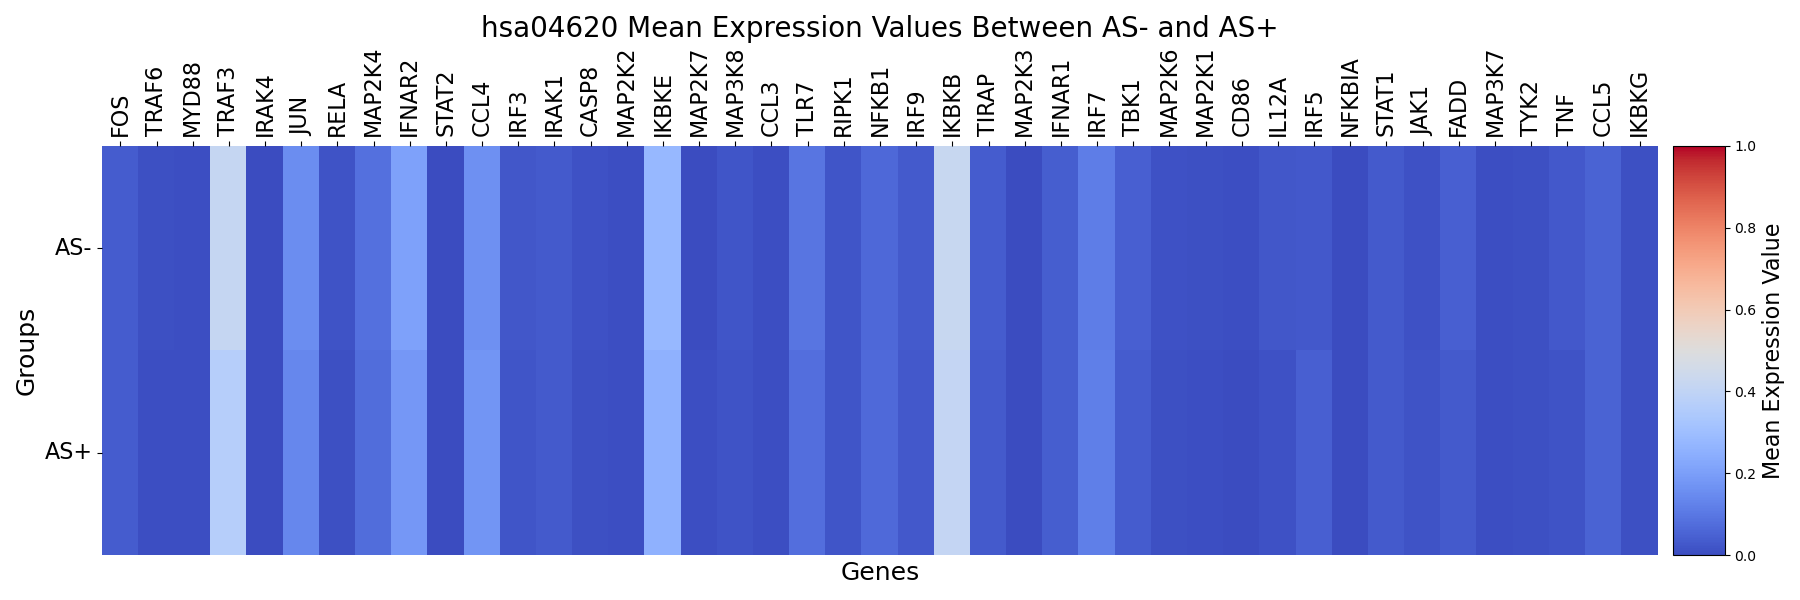 hsa04620 Mean Expression Values Between AS- and AS+
FOS
TRAF6
MYD88
TRAF3
IRAK4
JUN
RELA
MAP2K4
IFNAR2
STAT2
CCL4
IRF3
IRAK1
CASP8
MAP2K2
IKBKE
MAP2K7
MAP3K8
CCL3
TLR7
RIPK1
NFKB1
IRF9
IKBKB
TIRAP
MAP2K3
IFNAR1
IRF7
TBK1
MAP2K6
MAP2K1
CD86
IL12A
IRF5
NFKBIA
STAT1
JAK1
FADD
MAP3K7
TYK2
TNF
CCL5
IKBKG
Groups
AS-
AS+
Genes
1.0
0.8
0.6
0.4
0.2
0.0
Mean Expression Value